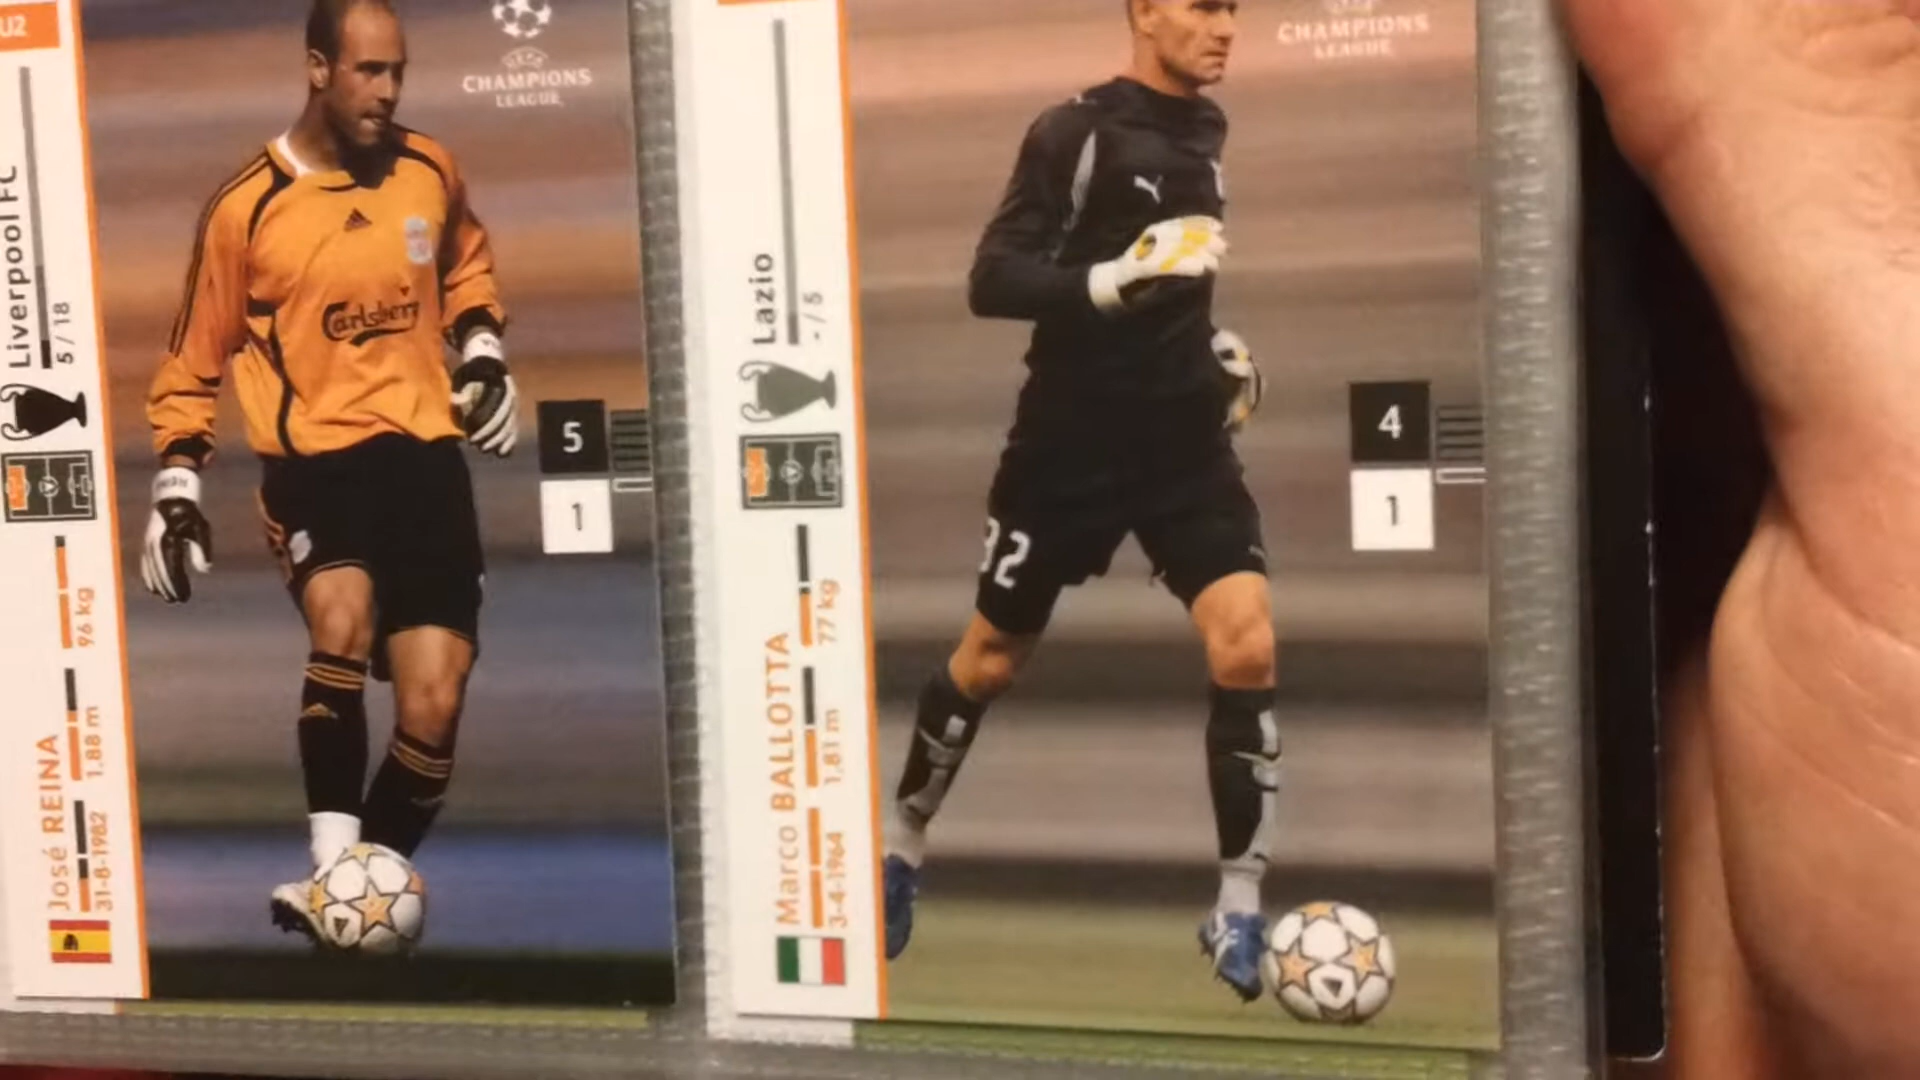 U2
Liverpool FC
5 / 18
96 kg
1,88 m
José REINA
31-8-1982
UEFA
CHAMPIONS
LEAGUE
Carlsberg
5
1
Lazio
- / 5
77 kg
1,81 m
Marco BALLOTTA
3-4-1964
CHAMPIONS
LEAGUE
32
4
1